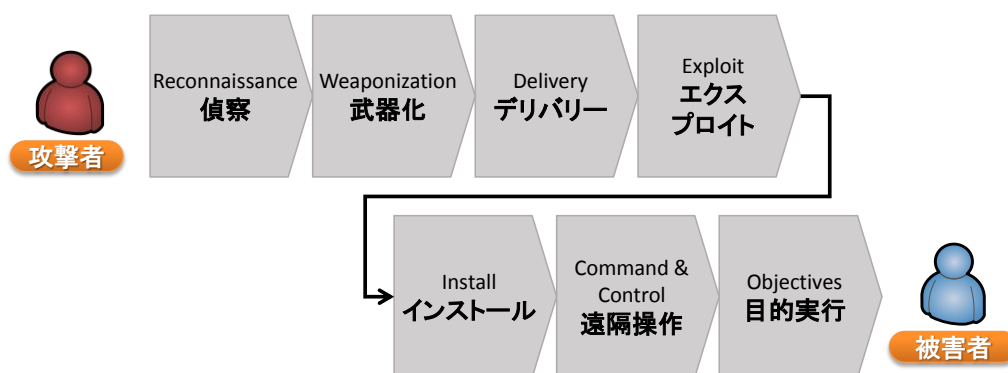 攻撃者
Reconnaissance
偵察
Weaponization
武器化
Delivery
デリバリー
Exploit
エクス
プロイト
Install
インストール
Command &
Control
遠隔操作
Objectives
目的実行
被害者